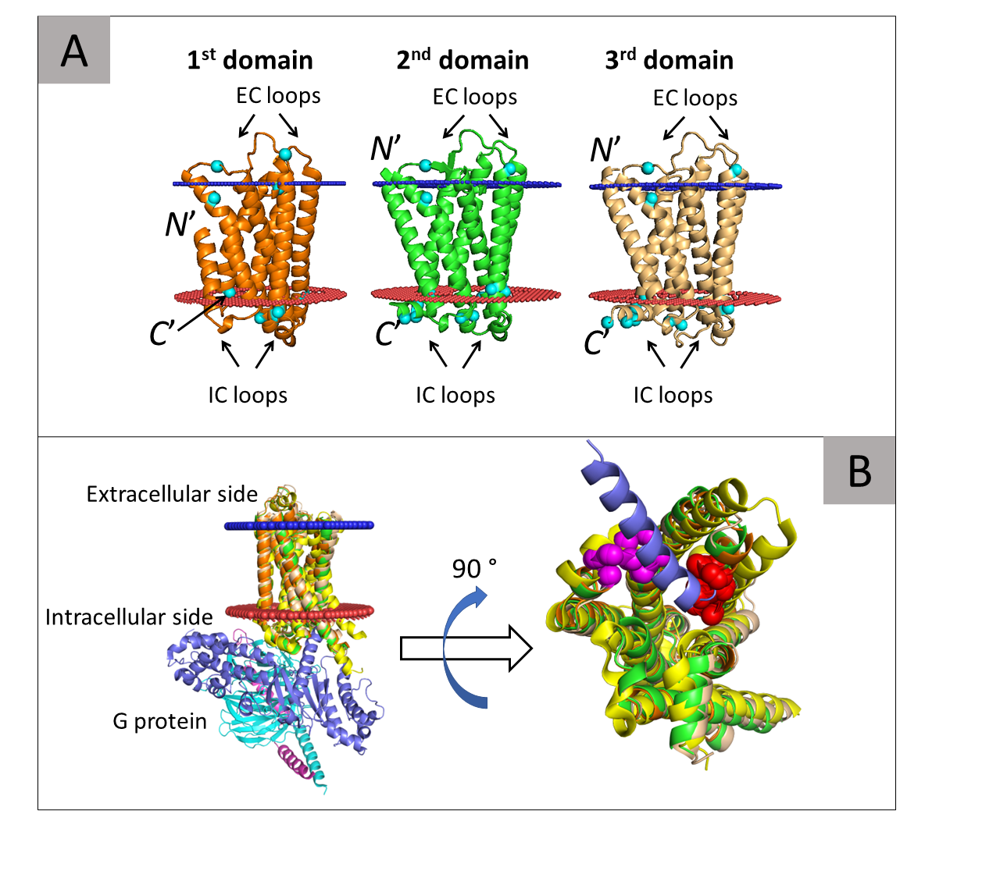 A
1st domain
2nd domain
3rd domain
EC loops
EC loops
EC loops
N’
N’
N’
C’
C’
C’
IC loops
IC loops
IC loops
B
Extracellular side
90 °
Intracellular side
G protein